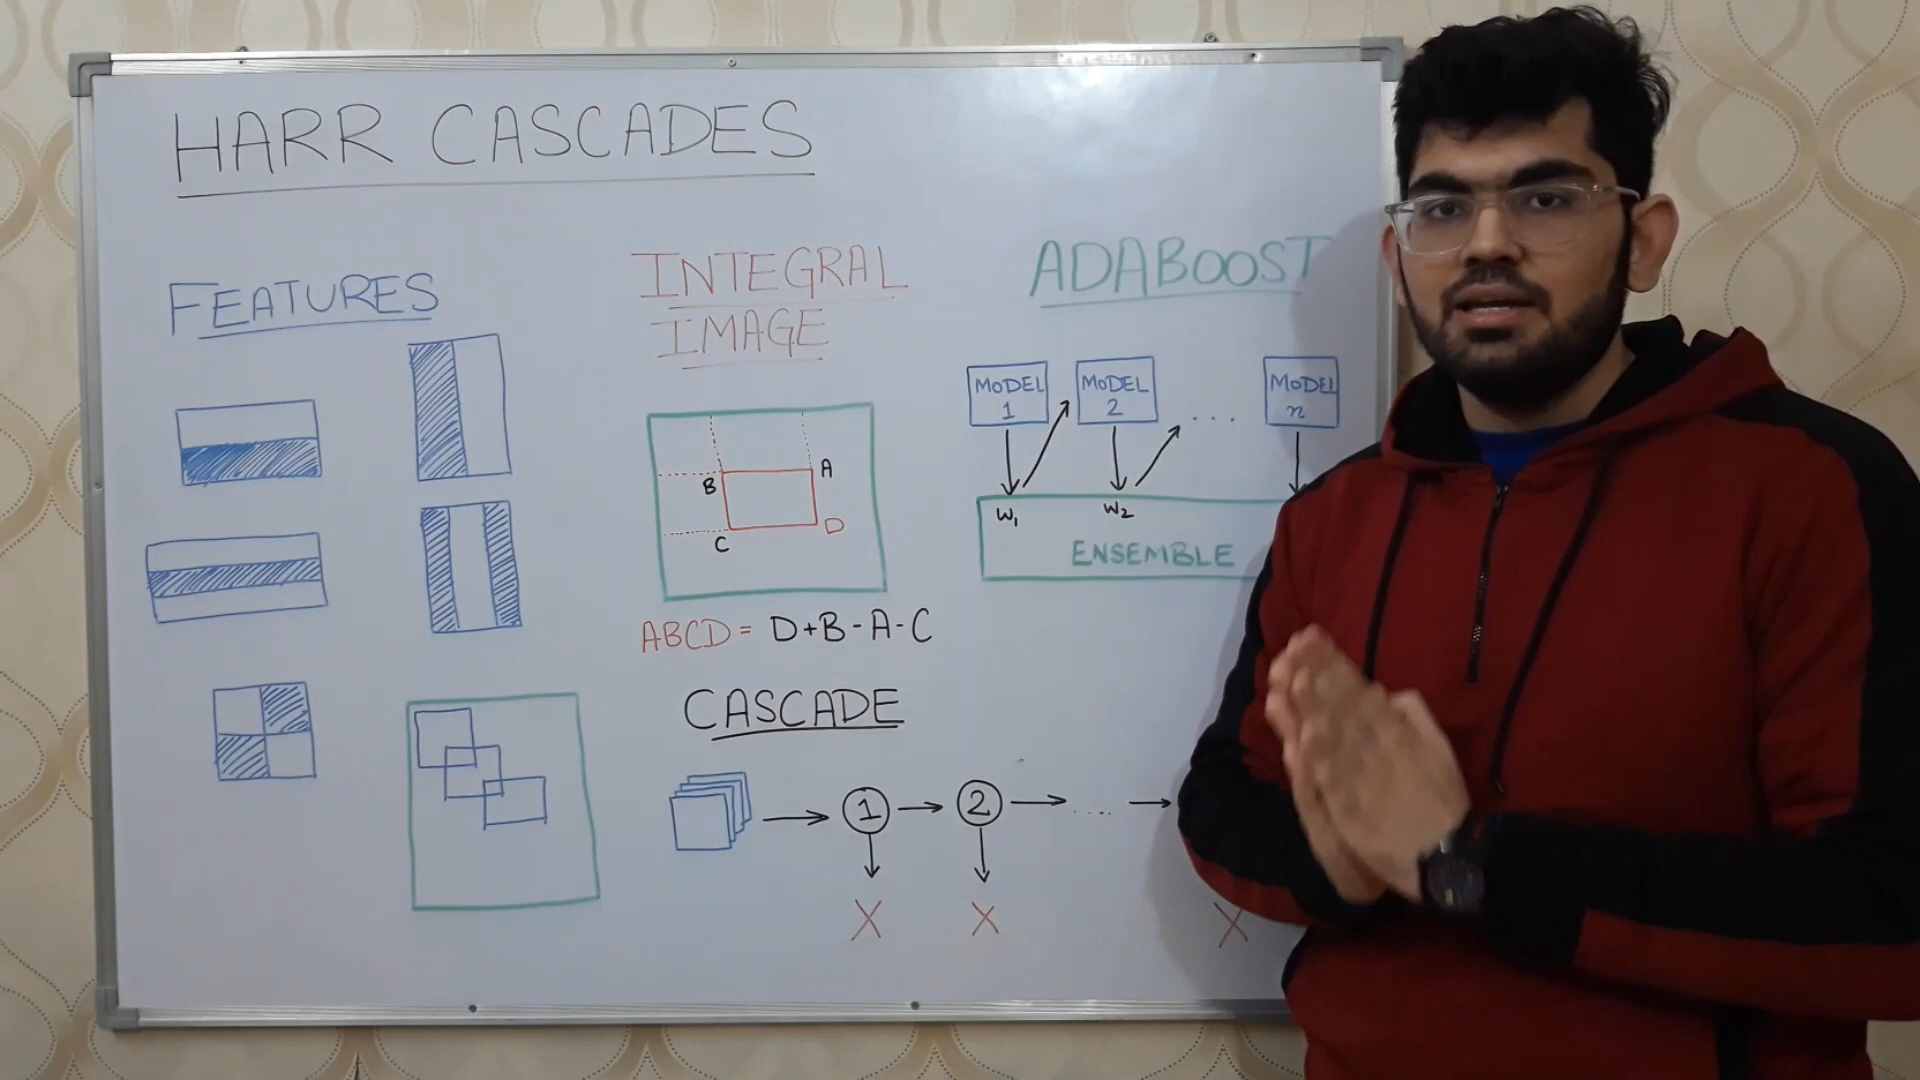 HARR CASCADES
FEATURES
INTEGRAL
IMAGE
B
A
C
D
ABCD = D+B-A-C
ADABOOST
MODEL
1
MODEL
2
. . .
MODEL
n
W1
W2
ENSEMBLE
CASCADE
1
2
....
X
X
X